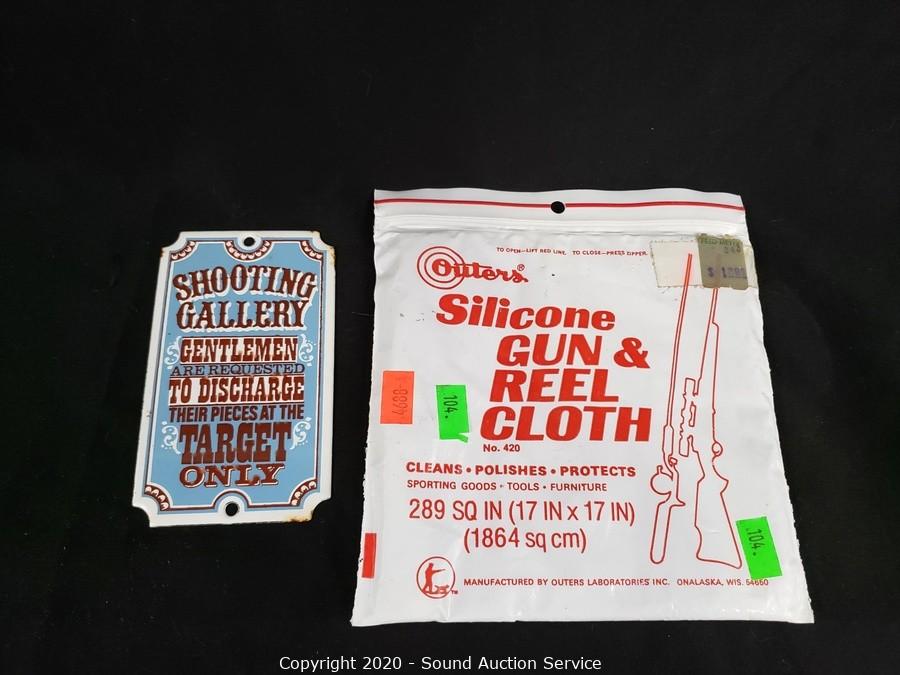 SHOOTING
GALLERY
GENTLEMEN
ARE REQUESTED
TO DISCHARGE
THEIR PIECES AT THE
TARGET
ONLY
TO OPEN—LIFT RED LINE. TO CLOSE—PRESS ZIPPER.
Outers®
Silicone
GUN &
REEL
CLOTH
No. 420
4688-1
104.
CLEANS • POLISHES • PROTECTS
SPORTING GOODS • TOOLS • FURNITURE
289 SQ IN (17 IN x 17 IN)
(1864 sq cm)
104.
MANUFACTURED BY OUTERS LABORATORIES INC. ONALASKA, WIS. 54650
Copyright 2020 - Sound Auction Service